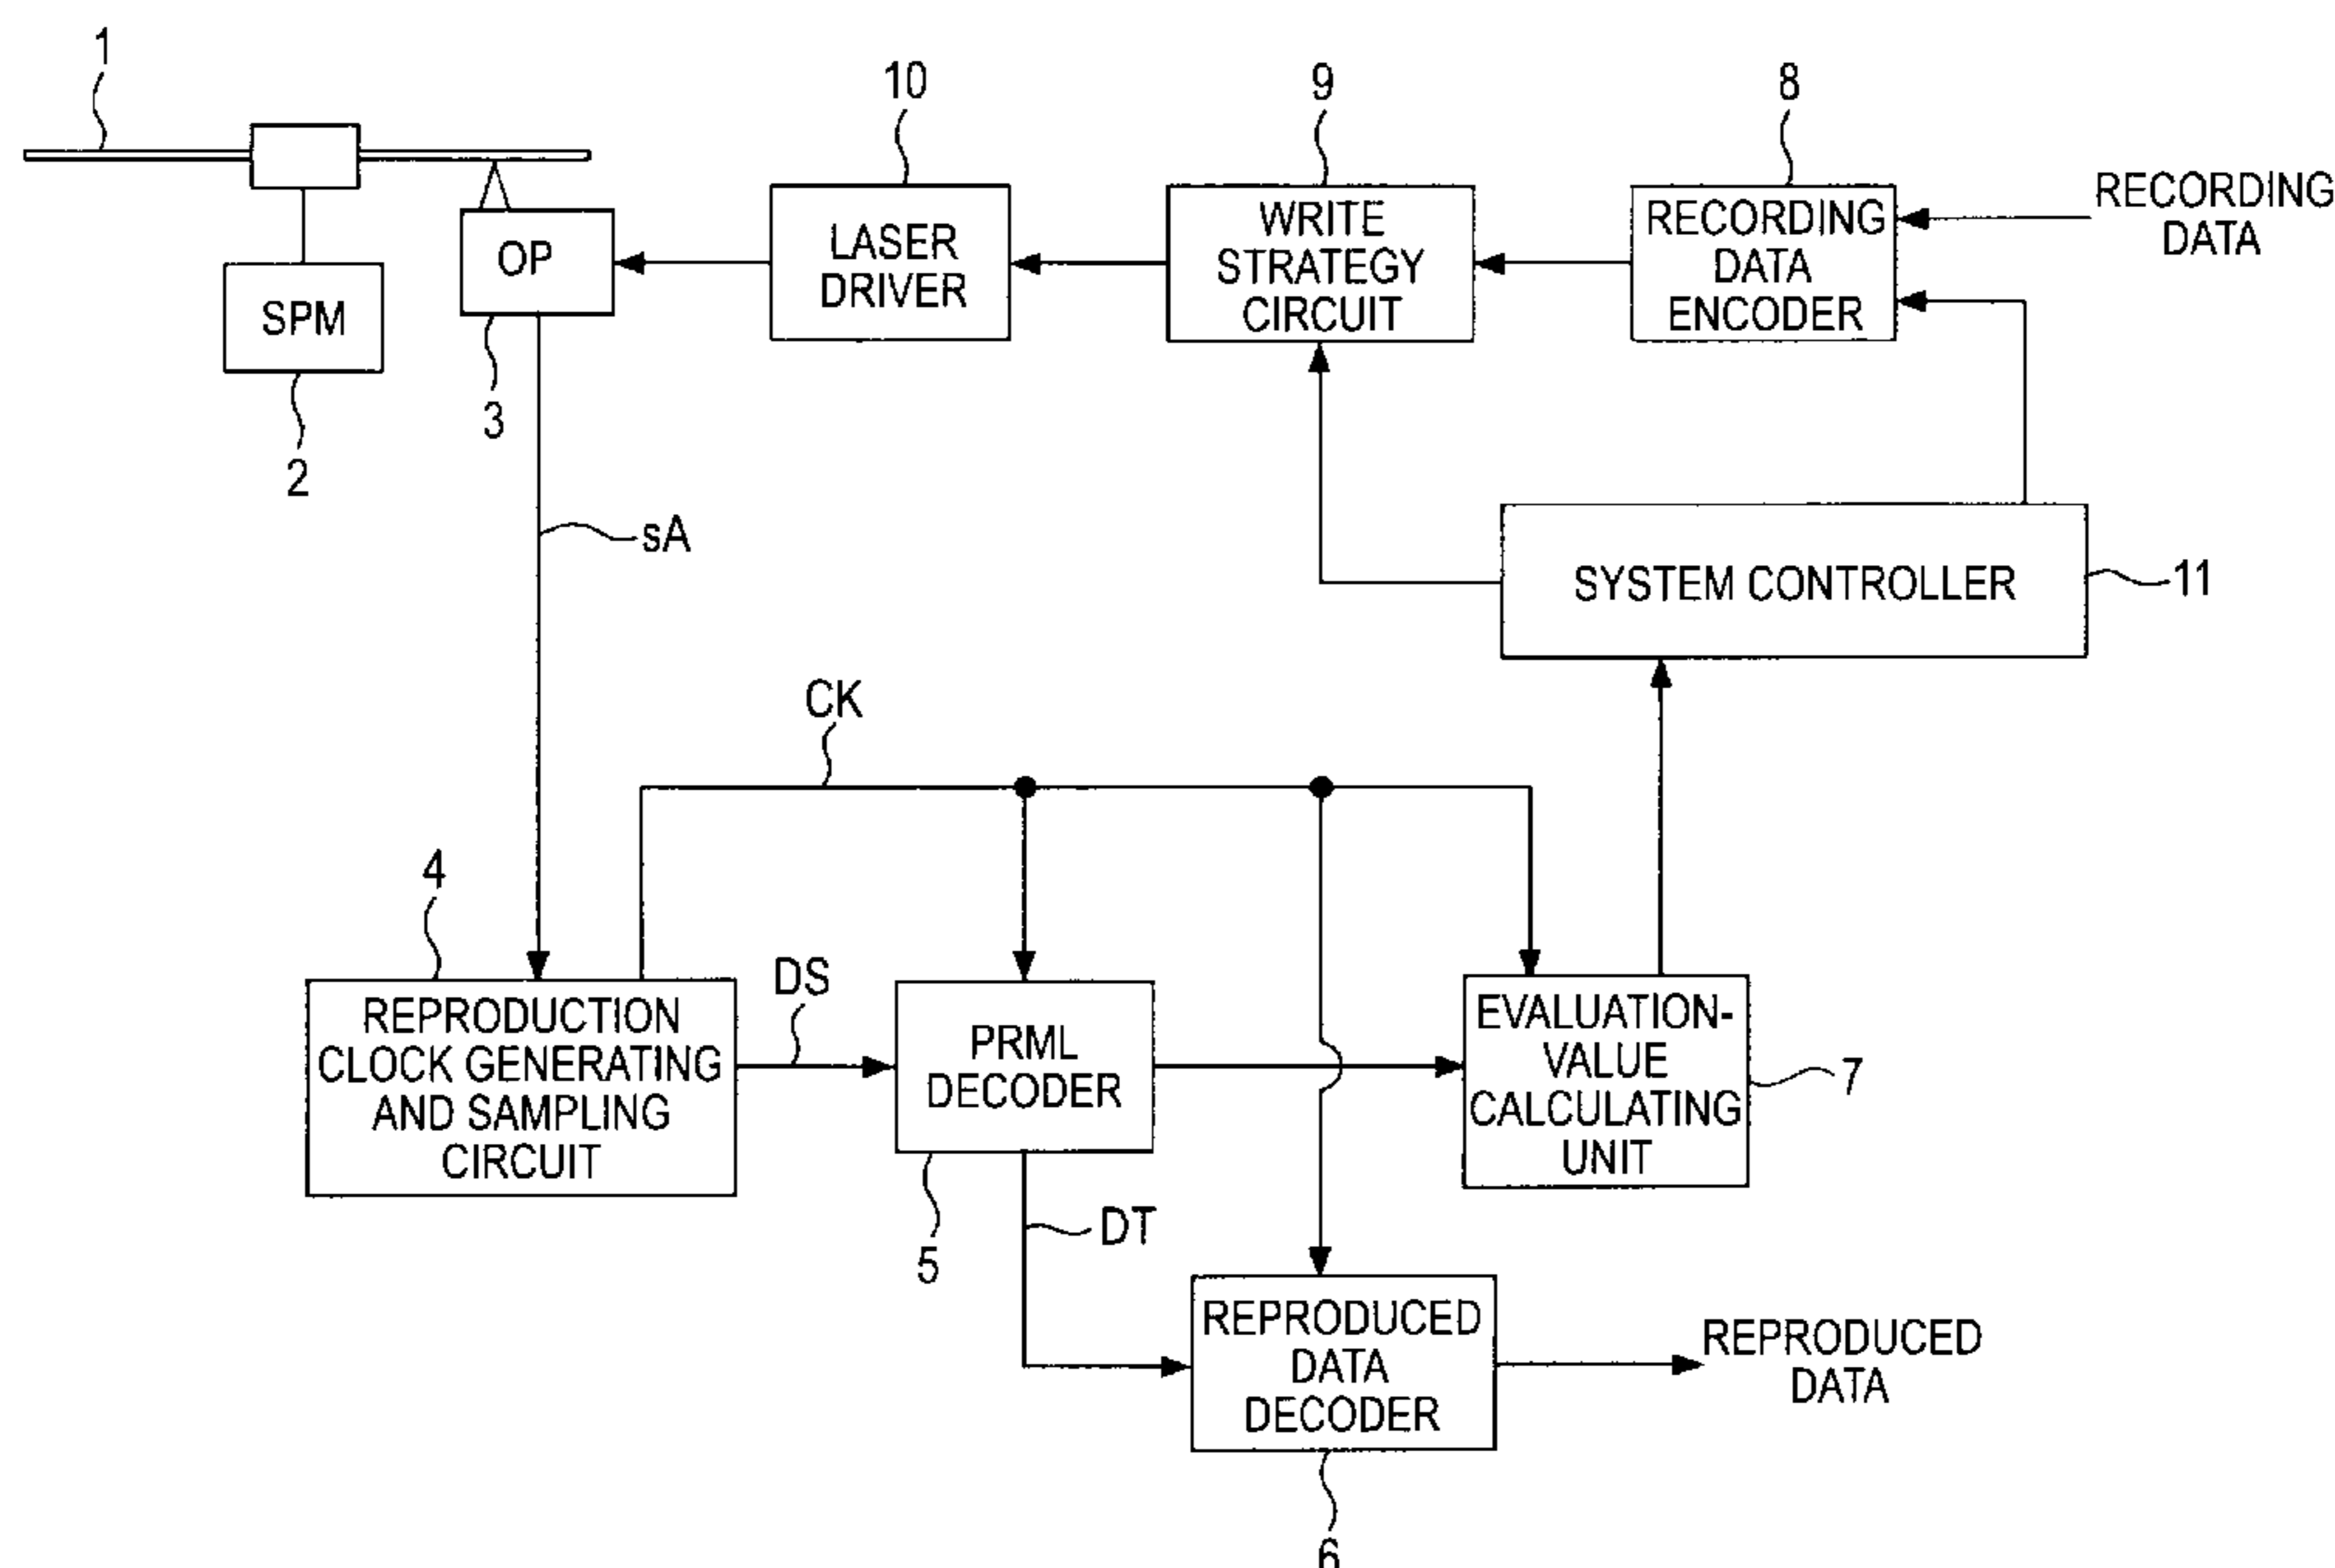 1
10
9
8
RECORDING
DATA
OP
LASER
DRIVER
WRITE
STRATEGY
CIRCUIT
RECORDING
DATA
ENCODER
SPM
3
2
sA
SYSTEM CONTROLLER
11
CK
4
DS
REPRODUCTION
CLOCK GENERATING
AND SAMPLING
CIRCUIT
PRML
DECODER
EVALUATION-
VALUE
CALCULATING
UNIT
7
5
DT
REPRODUCED
DATA
DECODER
REPRODUCED
DATA
6